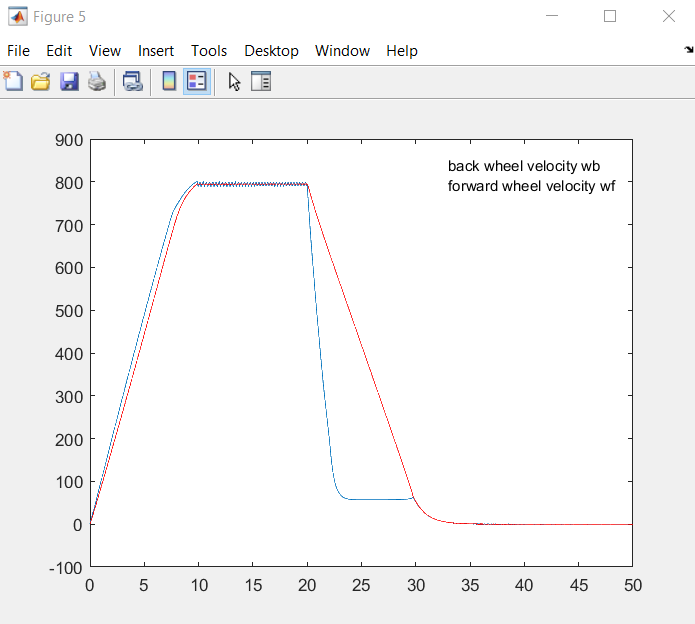 Figure 5
File Edit View Insert Tools Desktop Window Help
back wheel velocity wb
forward wheel velocity wf
900
800
700
600
500
400
300
200
100
0
-100
0 5 10 15 20 25 30 35 40 45 50